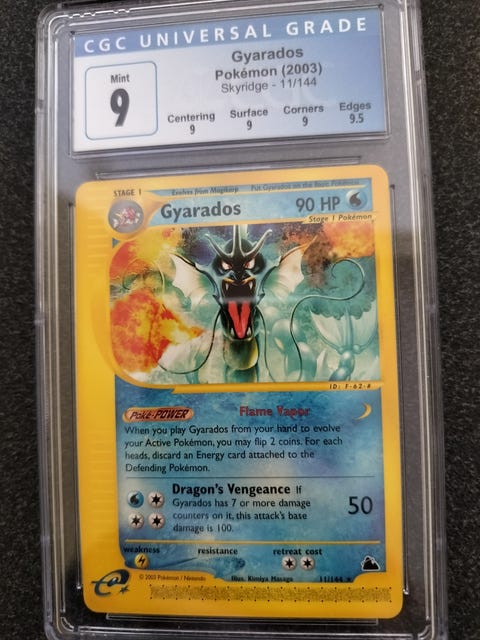 CGC UNIVERSAL GRADE
Mint
9
Gyarados
Pokémon (2003)
Skyridge - 11/144
Centering
9
Surface
9
Corners
9
Edges
9.5
STAGE 1
Evolves from Magikarp
Put Gyarados on the Basic Pokémon
Gyarados
90 HP
Stage 1 Pokémon
ID: F-62-#
Poké-POWER
Flame Vapor
When you play Gyarados from your hand to evolve
your Active Pokémon, you may flip 2 coins. For each
heads, discard an Energy card attached to the
Defending Pokémon.
Dragon's Vengeance If
Gyarados has 7 or more damage
counters on it, this attack's base
damage is 100.
50
weakness
resistance
retreat cost
e
© 2003 Pokémon / Nintendo
Illus. Kimiya Masago
11/144 ★